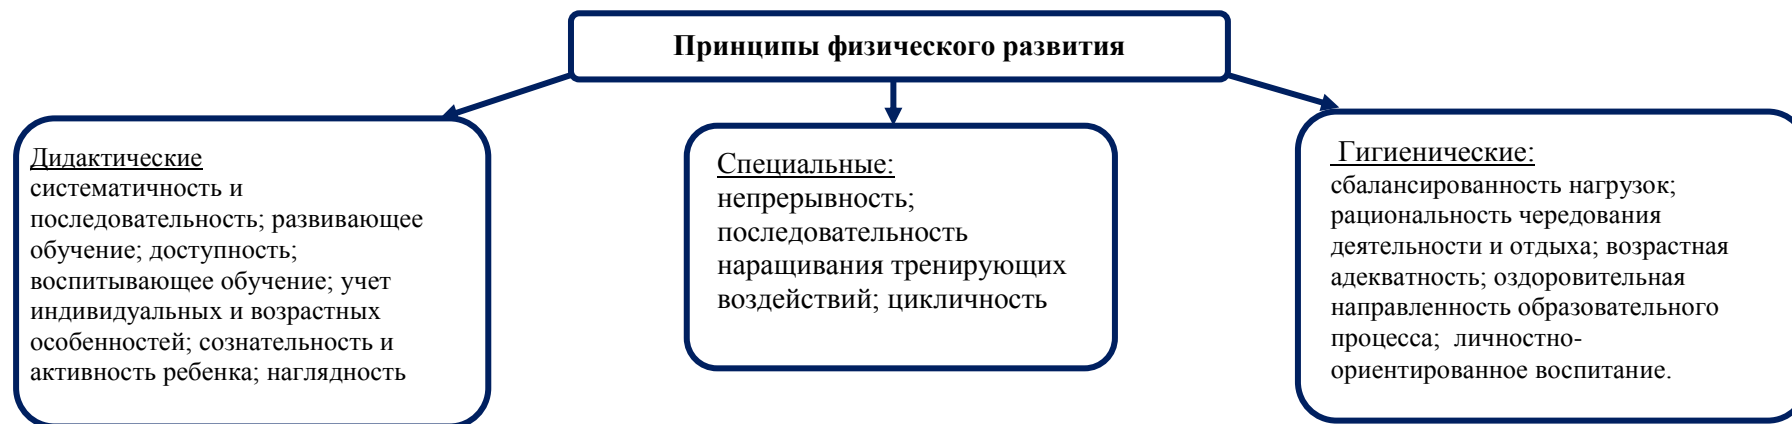 Принципы физического развития
Дидактические
систематичность и
последовательность; развивающее
обучение; доступность;
воспитывающее обучение; учет
индивидуальных и возрастных
особенностей; сознательность и
активность ребенка; наглядность
Специальные:
непрерывность;
последовательность
наращивания тренирующих
воздействий; цикличность
Гигиенические:
сбалансированность нагрузок;
рациональность чередования
деятельности и отдыха; возрастная
адекватность; оздоровительная
направленность образовательного
процесса; личностно-
ориентированное воспитание.